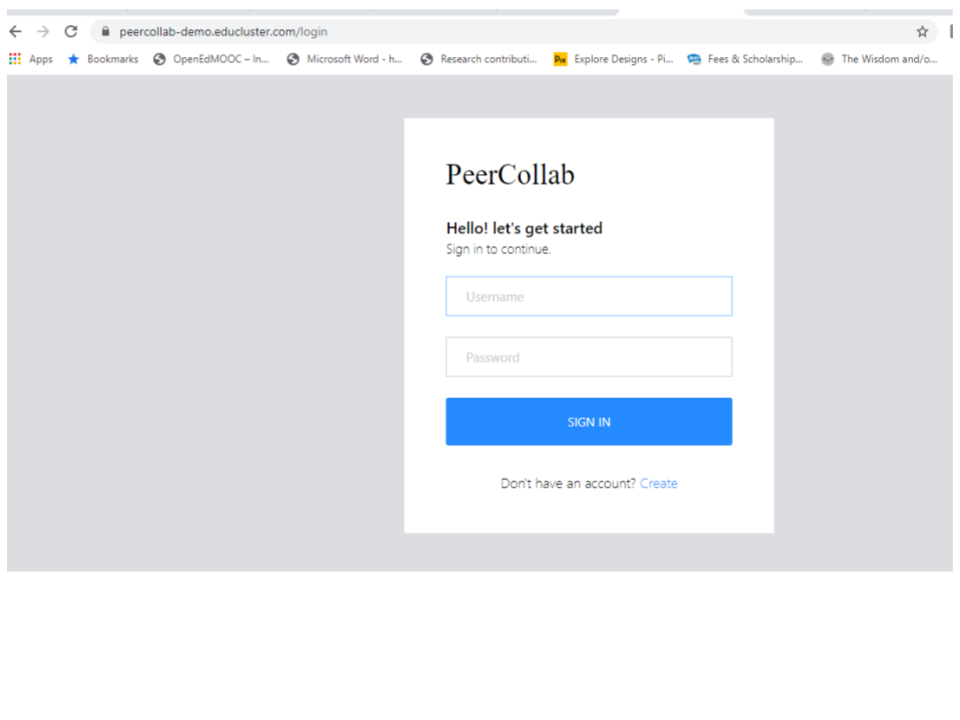 peercollab-demo.educluster.com/login
Apps Bookmarks OpenEdMOOC – In... Microsoft Word - h... Research contributi... Pix Explore Designs - Pi... Fees & Scholarship... The Wisdom and/o...
PeerCollab
Hello! let's get started
Sign in to continue.
Username
Password
SIGN IN
Don't have an account? Create